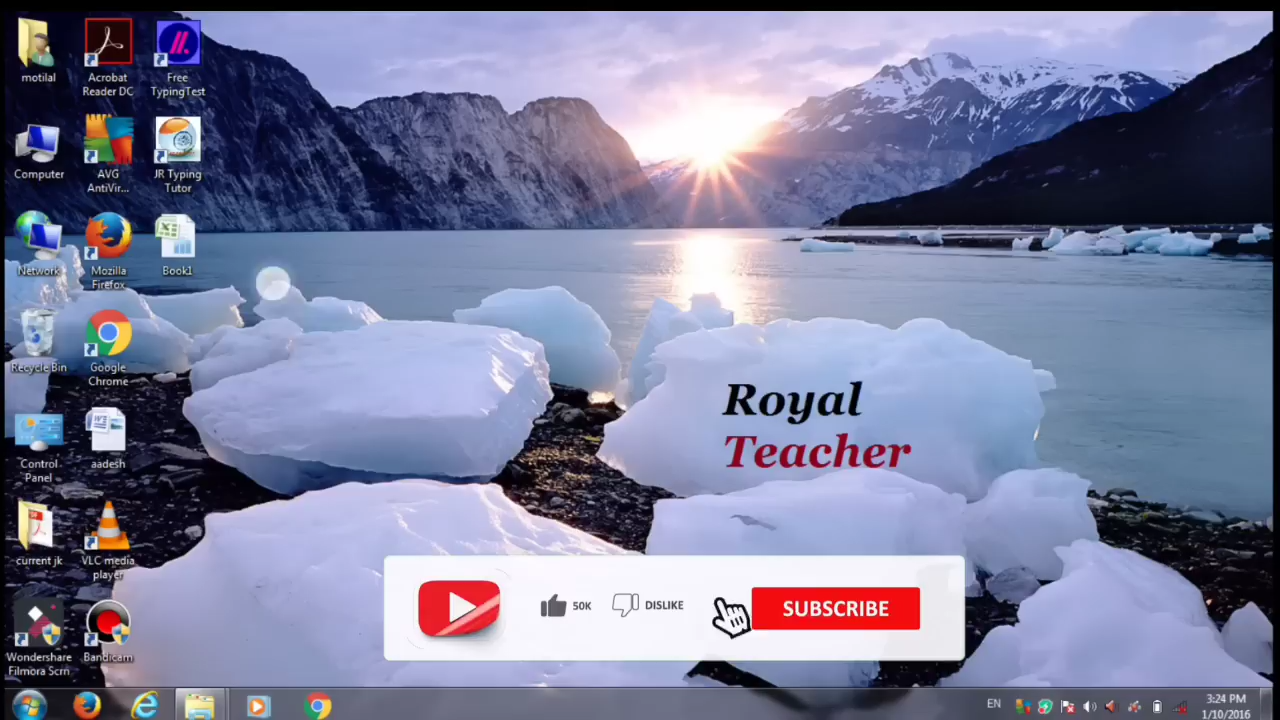 motilal
Acrobat
Reader DC
Free
TypingTest
Computer
AVG
AntiVir...
JR Typing
Tutor
Network
Mozilla
Firefox
Book1
Recycle Bin
Google
Chrome
Control
Panel
aadesh
current jk
VLC media
player
Wondershare
Filmora Scrn
Bandicam
Royal
Teacher
50K
DISLIKE
SUBSCRIBE
EN
3:24 PM
1/10/2016